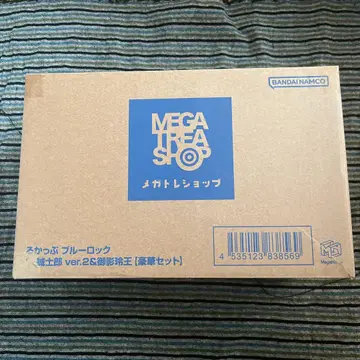 BANDAI NAMCO
MEGA
TREA
SHOP
メガトレショップ
るかっぷ ブルーロック
誠士郎 ver.2&御影玲王【豪華セット】
4 535123 838569